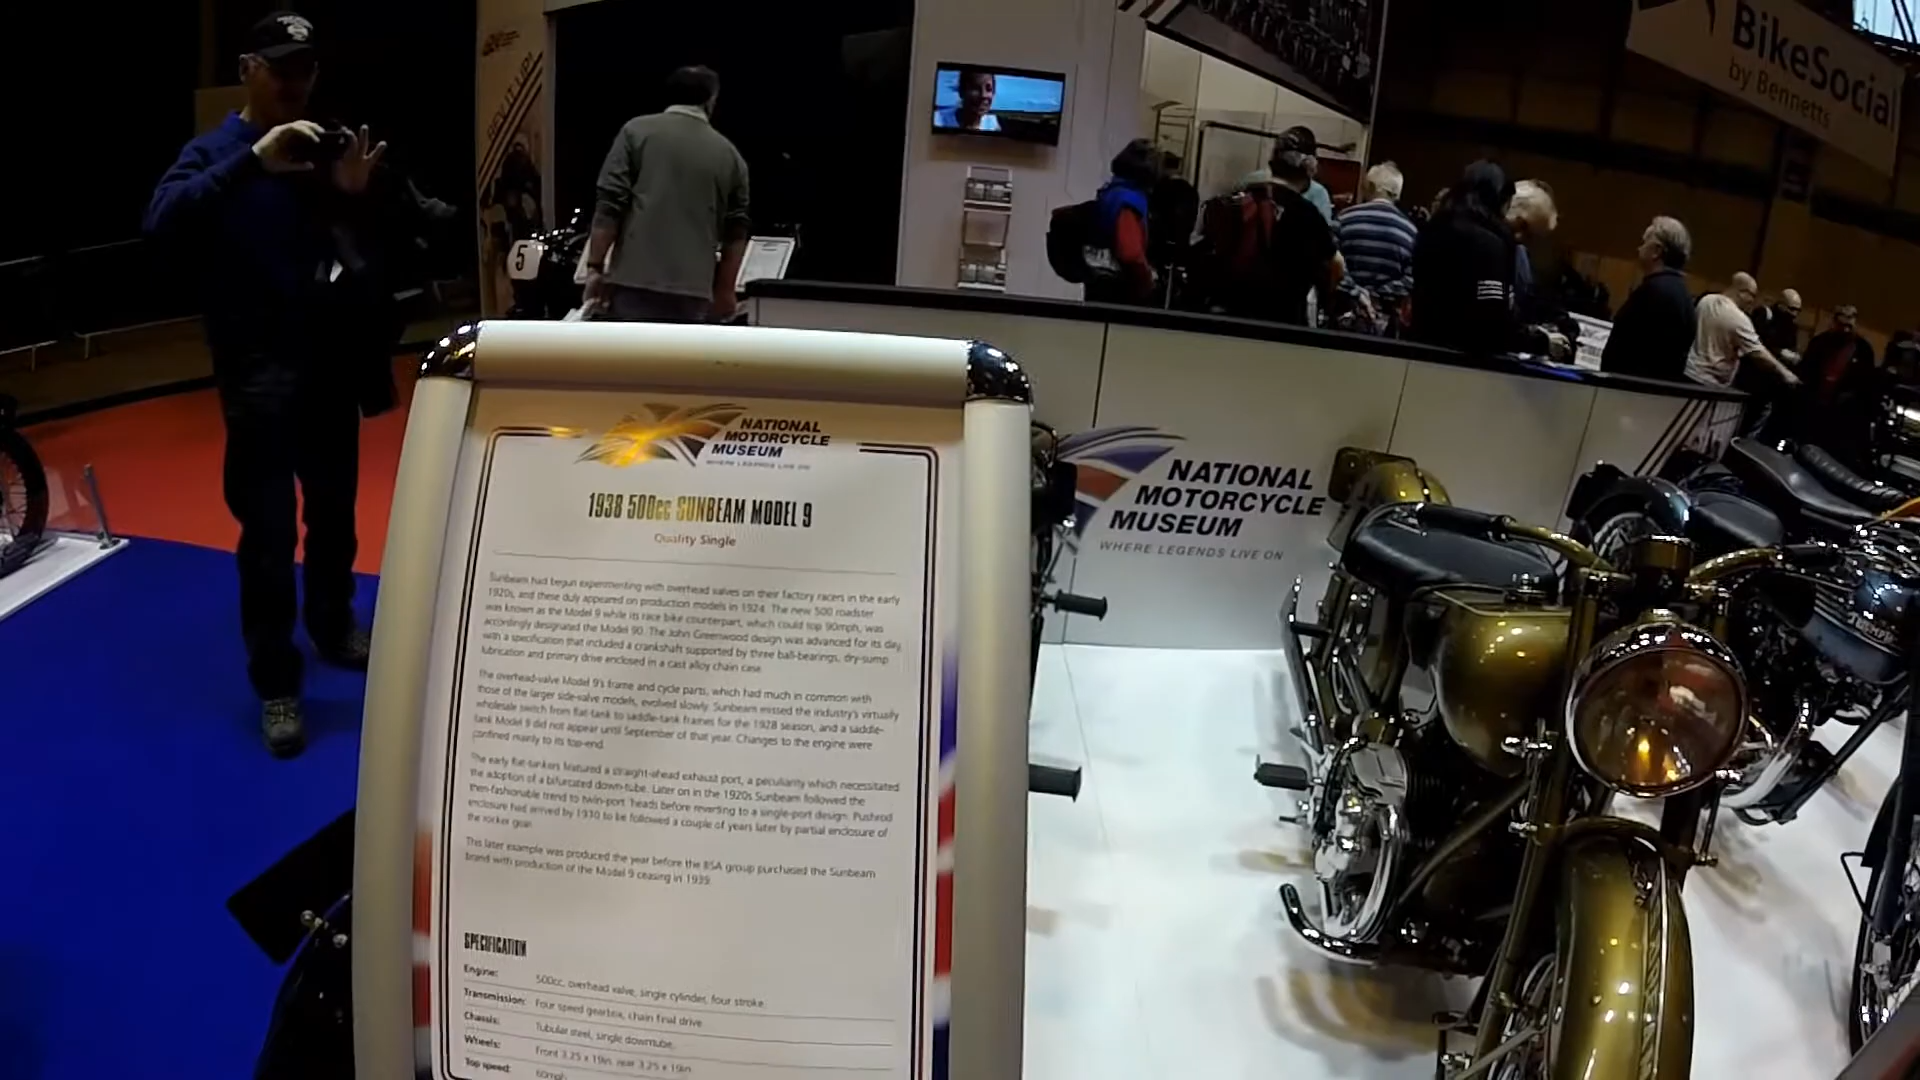 BikeSocial
by Bennetts
REV IT UP!
5
NATIONAL
MOTORCYCLE
MUSEUM
WHERE LEGENDS LIVE ON
1938 500cc SUNBEAM MODEL 9
Quality Single
Sunbeam had begun experimenting with overhead valves on their factory racers in the early
1920s, and these duly appeared on production models in 1924. The new 500 roadster
was known as the Model 9 while its race bike counterpart, which could top 90mph, was
accordingly designated the Model 90. The John Greenwood design was advanced for its day,
with a specification that included a crankshaft supported by three ball-bearings, dry-sump
lubrication and primary drive enclosed in a cast alloy chain case.
The overhead-valve Model 9's frame and cycle parts, which had much in common with
those of the larger side-valve models, evolved slowly. Sunbeam missed the industry's virtually
wholesale switch from flat-tank to saddle-tank frames for the 1928 season, and a saddle-
tank Model 9 did not appear until September of that year. Changes to the engine were
confined mainly to its top-end.
The early flat-tankers featured a straight-ahead exhaust port, a peculiarity which necessitated
the adoption of a bifurcated down-tube. Later on in the 1920s Sunbeam followed the
then-fashionable trend to twin-port 'heads before reverting to a single-port design. Pushrod
enclosure had arrived by 1930 to be followed a couple of years later by partial enclosure of
the rocker gear.
This later example was produced the year before the BSA group purchased the Sunbeam
brand with production of the Model 9 ceasing in 1939.
SPECIFICATION
Engine: 500cc, overhead valve, single cylinder, four stroke
Transmission: Four speed gearbox, chain final drive
Chassis: Tubular steel, single downtube
Wheels: Front 3.25 x 19in, rear 3.25 x 19in
Top speed: 60mph
NATIONAL
MOTORCYCLE
MUSEUM
WHERE LEGENDS LIVE ON
TRIUMPH